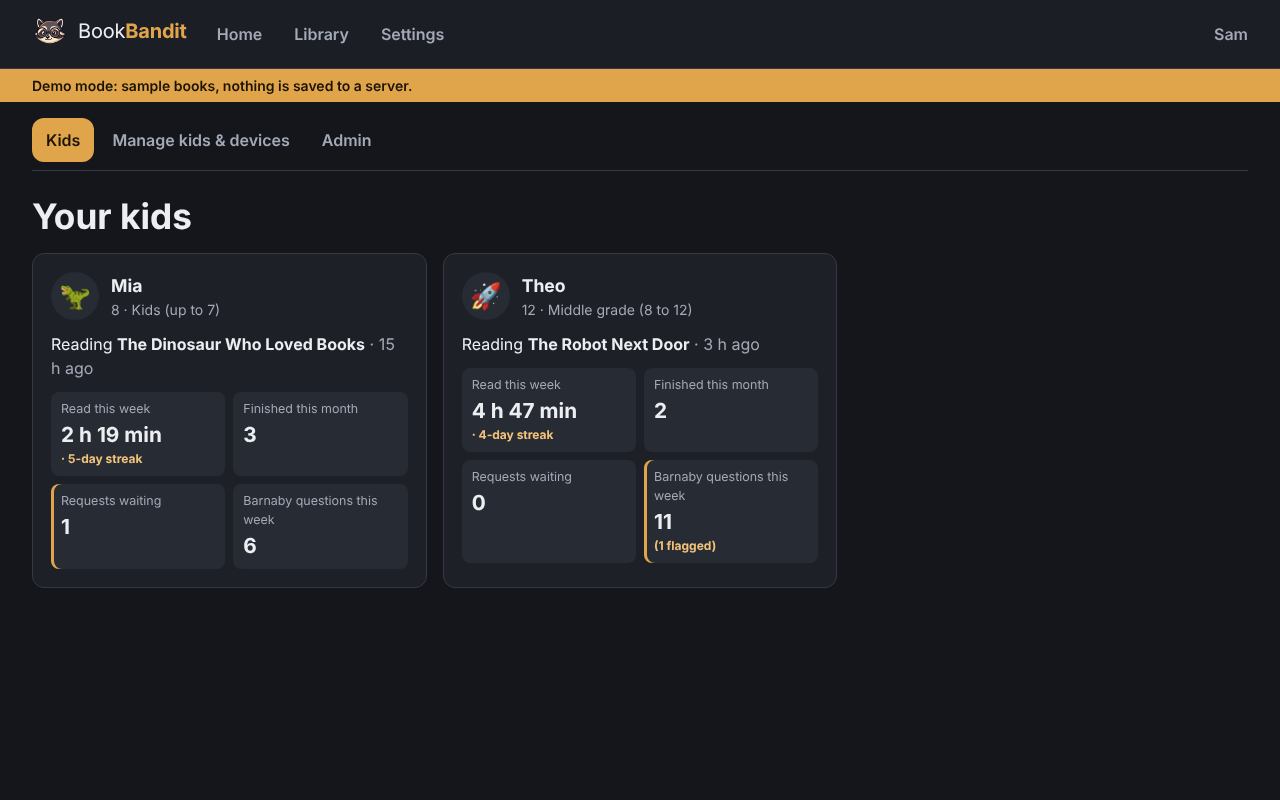 BookBandit
Home
Library
Settings
Sam
Demo mode: sample books, nothing is saved to a server.
Kids
Manage kids & devices
Admin
Your kids
Mia
8 · Kids (up to 7)
Reading The Dinosaur Who Loved Books · 15
h ago
Read this week
2 h 19 min
· 5-day streak
Finished this month
3
Requests waiting
1
Barnaby questions this
week
6
Theo
12 · Middle grade (8 to 12)
Reading The Robot Next Door · 3 h ago
Read this week
4 h 47 min
· 4-day streak
Finished this month
2
Requests waiting
0
Barnaby questions this
week
11
(1 flagged)